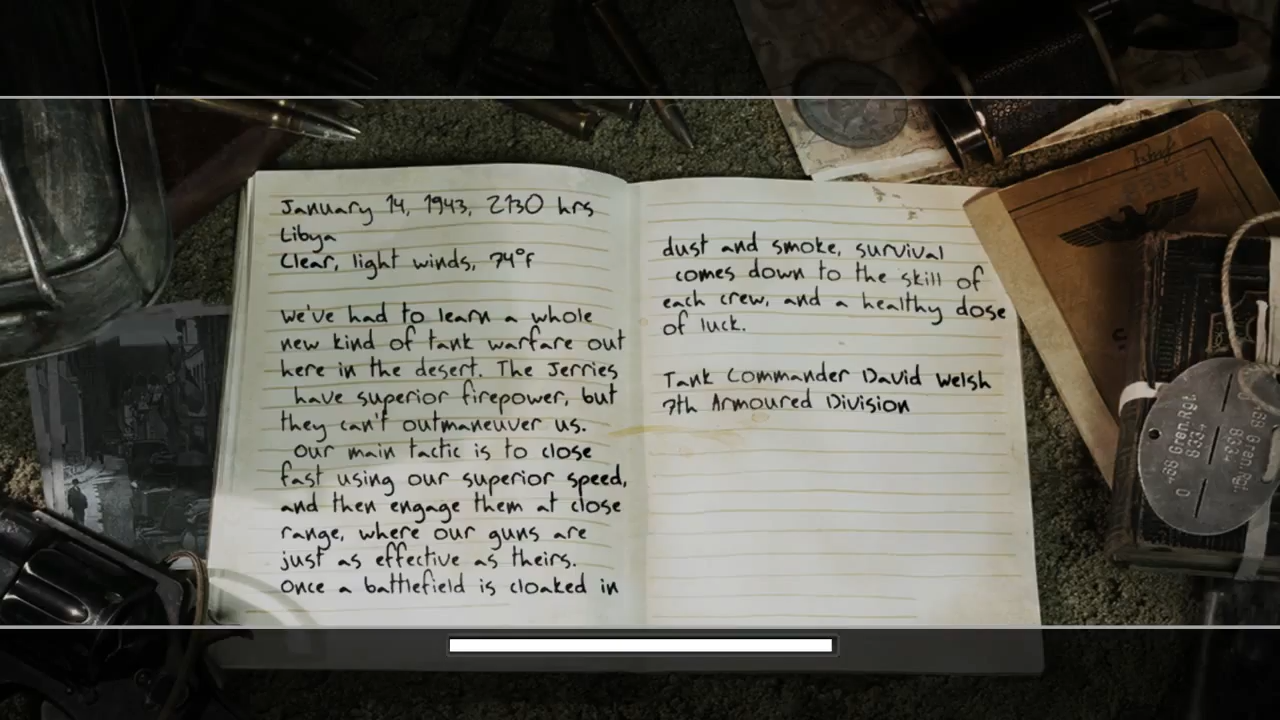 January 14, 1943, 2130 hrs
Libya
Clear, light winds, 74°F
We've had to learn a whole
new kind of tank warfare out
here in the desert. The Jerries
have superior firepower, but
they can't outmaneuver us.
Our main tactic is to close
fast using our superior speed,
and then engage them at close
range, where our guns are
just as effective as theirs.
Once a battlefield is cloaked in
dust and smoke, survival
comes down to the skill of
each crew, and a healthy dose
of luck.
Tank Commander David Welsh
7th Armoured Division